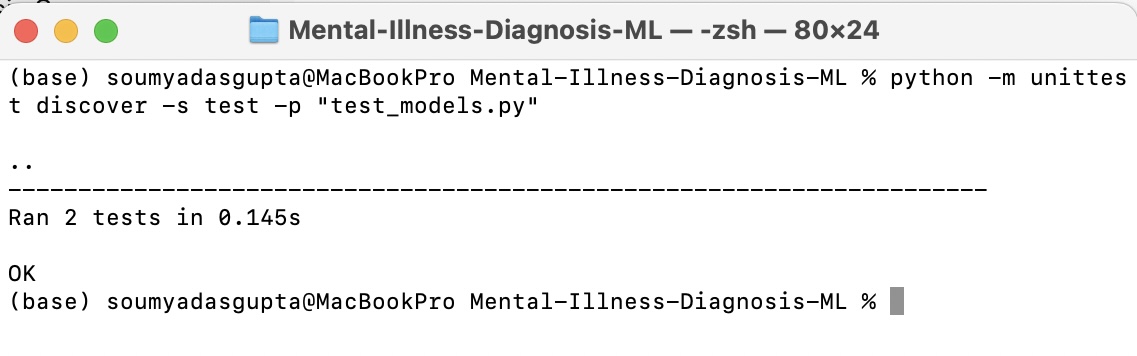 Mental-Illness-Diagnosis-ML — -zsh — 80×24
(base) soumyadasgupta@MacBookPro Mental-Illness-Diagnosis-ML % python -m unittes
t discover -s test -p "test_models.py"
..
----------------------------------------------------------------------
Ran 2 tests in 0.145s
OK
(base) soumyadasgupta@MacBookPro Mental-Illness-Diagnosis-ML %